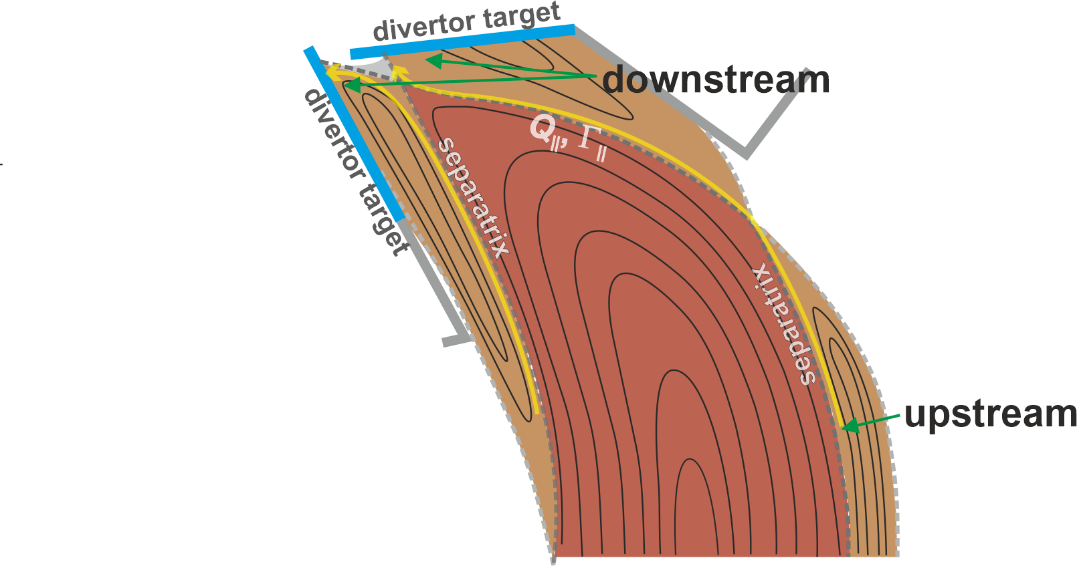 divertor target
downstream
divertor target
Q||, Γ||
separatrix
separatrix
upstream